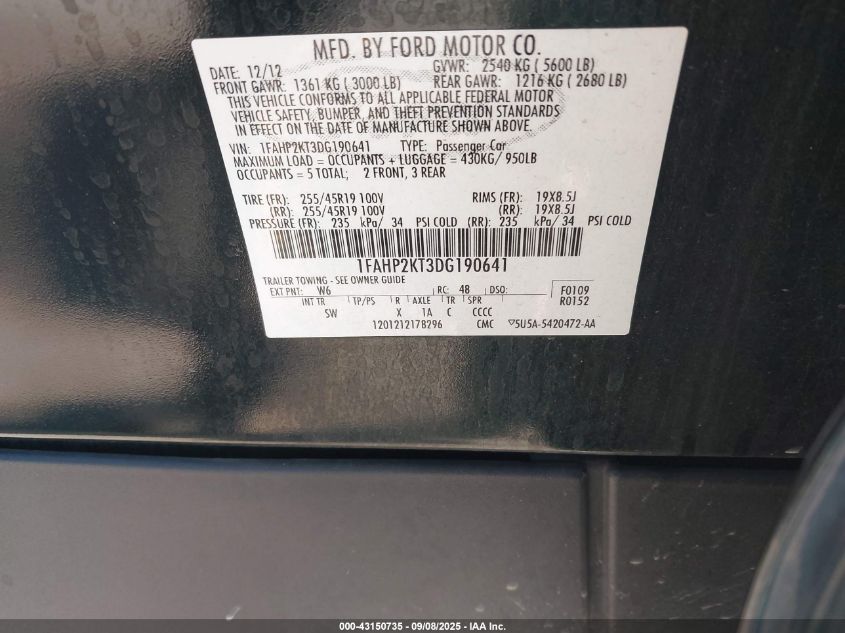 MFD. BY FORD MOTOR CO.
DATE: 12/12 GVWR: 2540 KG ( 5600 LB)
FRONT GAWR: 1361 KG ( 3000 LB) REAR GAWR: 1216 KG ( 2680 LB)
THIS VEHICLE CONFORMS TO ALL APPLICABLE FEDERAL MOTOR
VEHICLE SAFETY, BUMPER, AND THEFT PREVENTION STANDARDS
IN EFFECT ON THE DATE OF MANUFACTURE SHOWN ABOVE.
VIN: 1FAHP2KT3DG190641 TYPE: Passenger Car
MAXIMUM LOAD = OCCUPANTS + LUGGAGE = 430KG/ 950LB
OCCUPANTS = 5 TOTAL; 2 FRONT, 3 REAR
TIRE (FR): 255/45R19 100V RIMS (FR): 19X8.5J
(RR): 255/45R19 100V (RR): 19X8.5J
PRESSURE (FR): 235 kPa/ 34 PSI COLD (RR): 235 kPa/ 34 PSI COLD
1FAHP2KT3DG190641
TRAILER TOWING - SEE OWNER GUIDE
EXT PNT: W6 RC: 48 DSO: F0109
INT TR TP/PS R AXLE TR SPR R0152
SW X 1A C CCCC
120121217B296 CMC 5U5A-5420472-AA
000-43150735 - 09/08/2025 - IAA Inc.